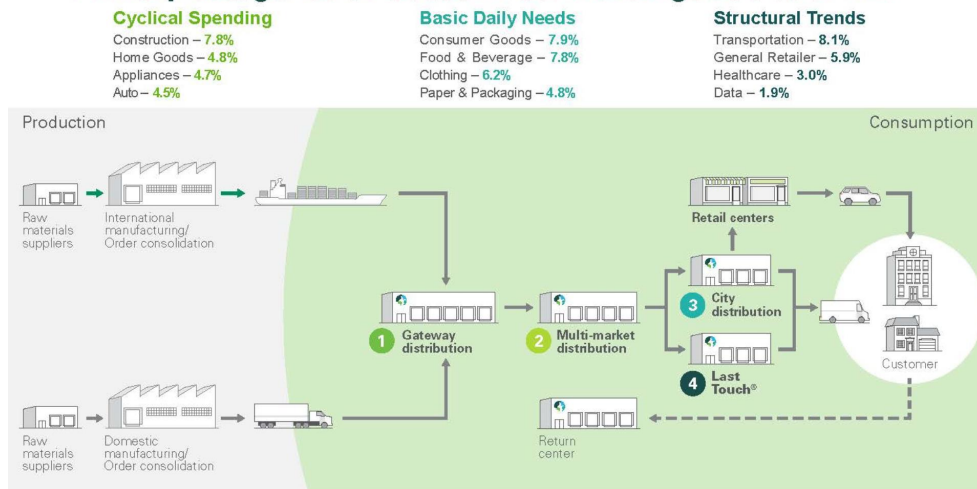 Cyclical Spending
Construction – 7.8%
Home Goods – 4.8%
Appliances – 4.7%
Auto – 4.5%
Basic Daily Needs
Consumer Goods – 7.9%
Food & Beverage – 7.8%
Clothing – 6.2%
Paper & Packaging – 4.8%
Structural Trends
Transportation – 8.1%
General Retailer – 5.9%
Healthcare – 3.0%
Data – 1.9%
Production
Consumption
Raw
materials
suppliers
International
manufacturing/
Order consolidation
Retail centers
1 Gateway
distribution
2 Multi-market
distribution
3 City
distribution
4 Last
Touch®
Customer
Raw
materials
suppliers
Domestic
manufacturing/
Order consolidation
Return
center